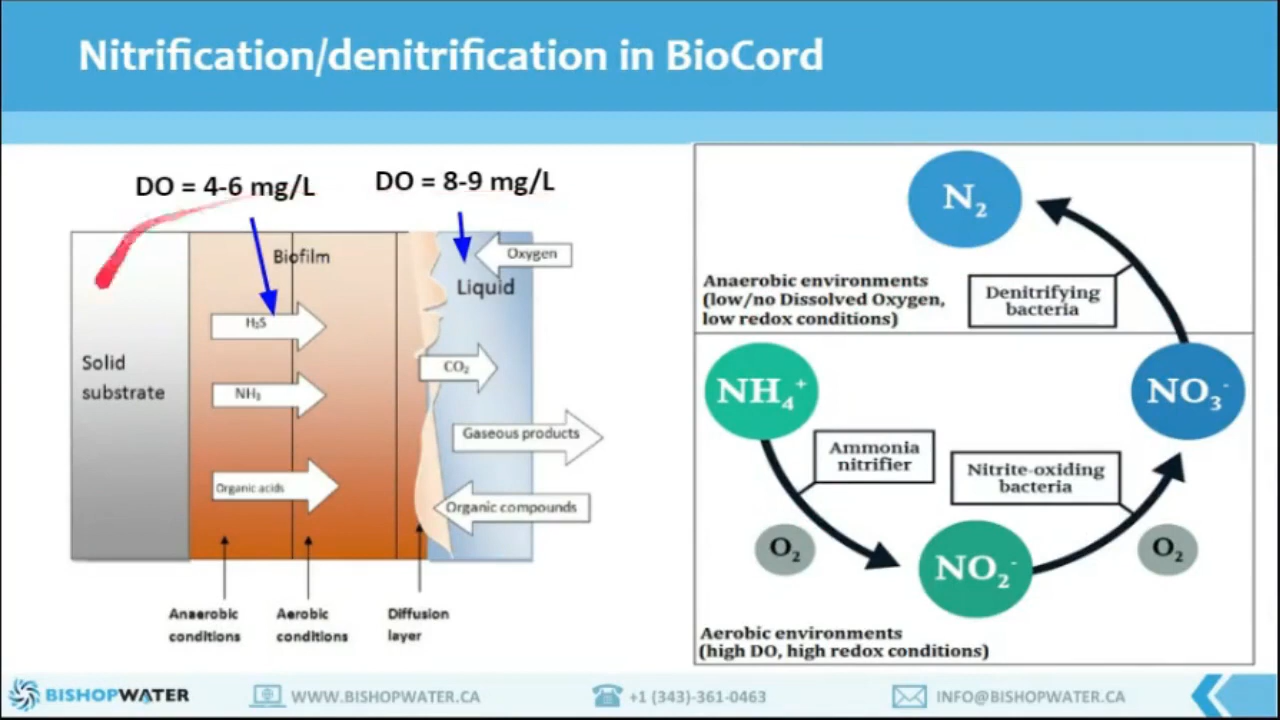 Nitrification/denitrification in BioCord
DO = 4-6 mg/L
DO = 8-9 mg/L
Biofilm
Oxygen
Liquid
H₂S
Solid
substrate
CO₂
NH₃
Gaseous products
Organic acids
Organic compounds
Anaerobic
conditions
Aerobic
conditions
Diffusion
layer
N₂
Anaerobic environments
(low/no Dissolved Oxygen,
low redox conditions)
Denitrifying
bacteria
NH₄⁺
NO₃⁻
Ammonia
nitrifier
Nitrite-oxiding
bacteria
O₂
O₂
NO₂⁻
Aerobic environments
(high DO, high redox conditions)
BISHOPWATER
WWW.BISHOPWATER.CA
+1 (343)-361-0463
INFO@BISHOPWATER.CA